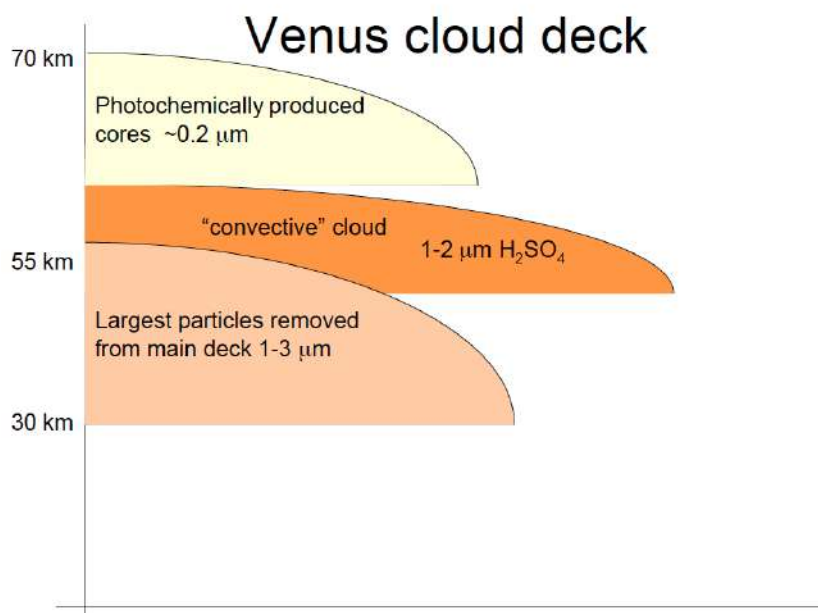 Venus cloud deck
70 km
Photochemically produced
cores ~0.2 μm
"convective" cloud
1-2 μm H₂SO₄
55 km
Largest particles removed
from main deck 1-3 μm
30 km